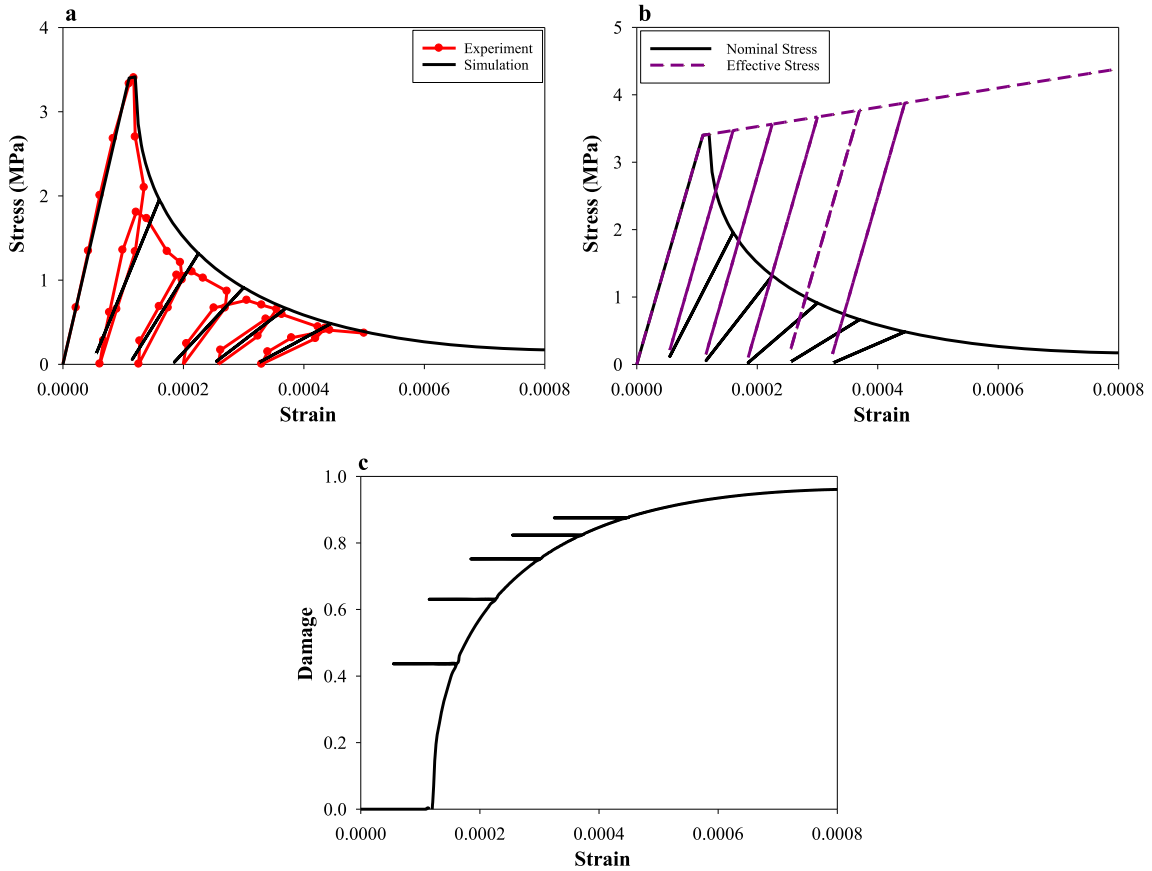 a
Stress (MPa)
4
3
2
1
0
Experiment
Simulation
0.0000
0.0002
0.0004
0.0006
0.0008
Strain
b
Stress (MPa)
5
4
3
2
1
0
Nominal Stress
Effective Stress
0.0000
0.0002
0.0004
0.0006
0.0008
Strain
c
Damage
1.0
0.8
0.6
0.4
0.2
0.0
0.0000
0.0002
0.0004
0.0006
0.0008
Strain